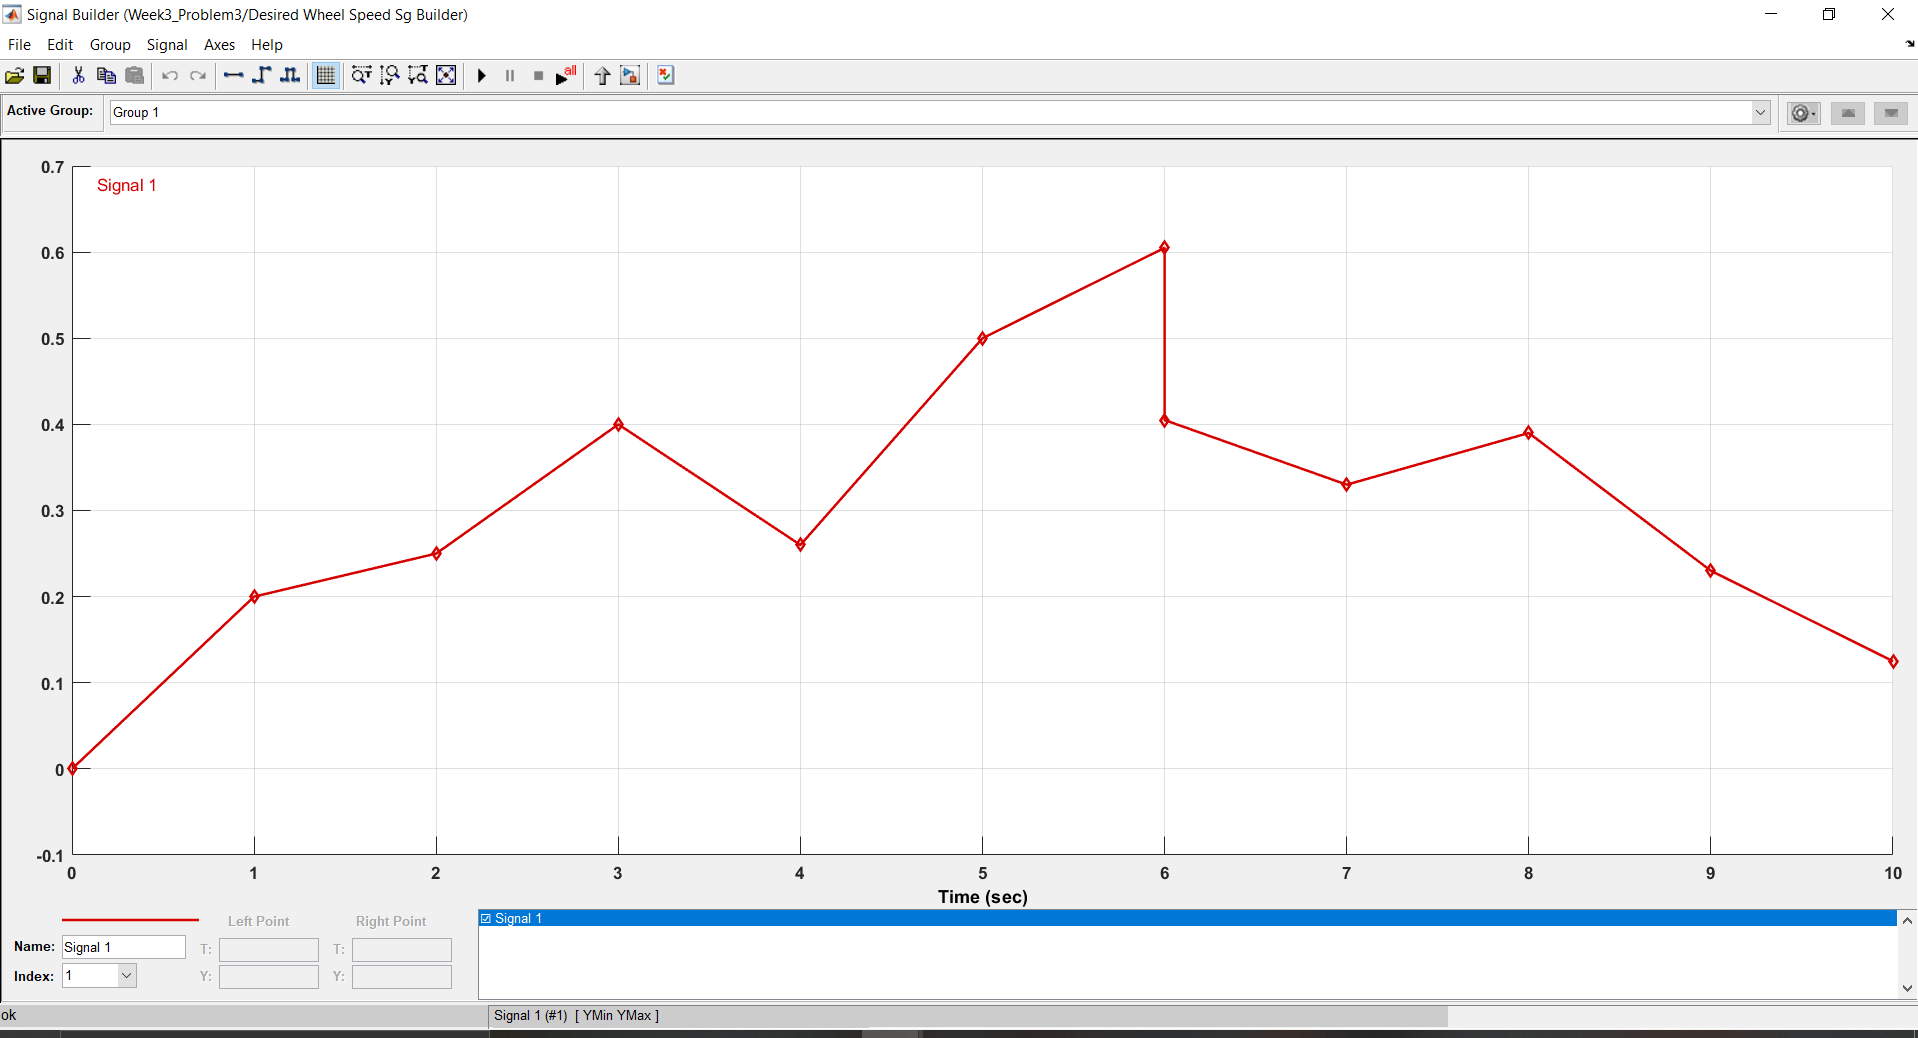 Signal Builder (Week3_Problem3/Desired Wheel Speed Sg Builder)
File Edit Group Signal Axes Help
all
Active Group: Group 1
Signal 1
0.7
0.6
0.5
0.4
0.3
0.2
0.1
0
-0.1
0 1 2 3 4 5 6 7 8 9 10
Time (sec)
Left Point Right Point
Name: Signal 1 T: T:
Index: 1 Y: Y:
Signal 1
ok
Signal 1 (#1) [ YMin YMax ]